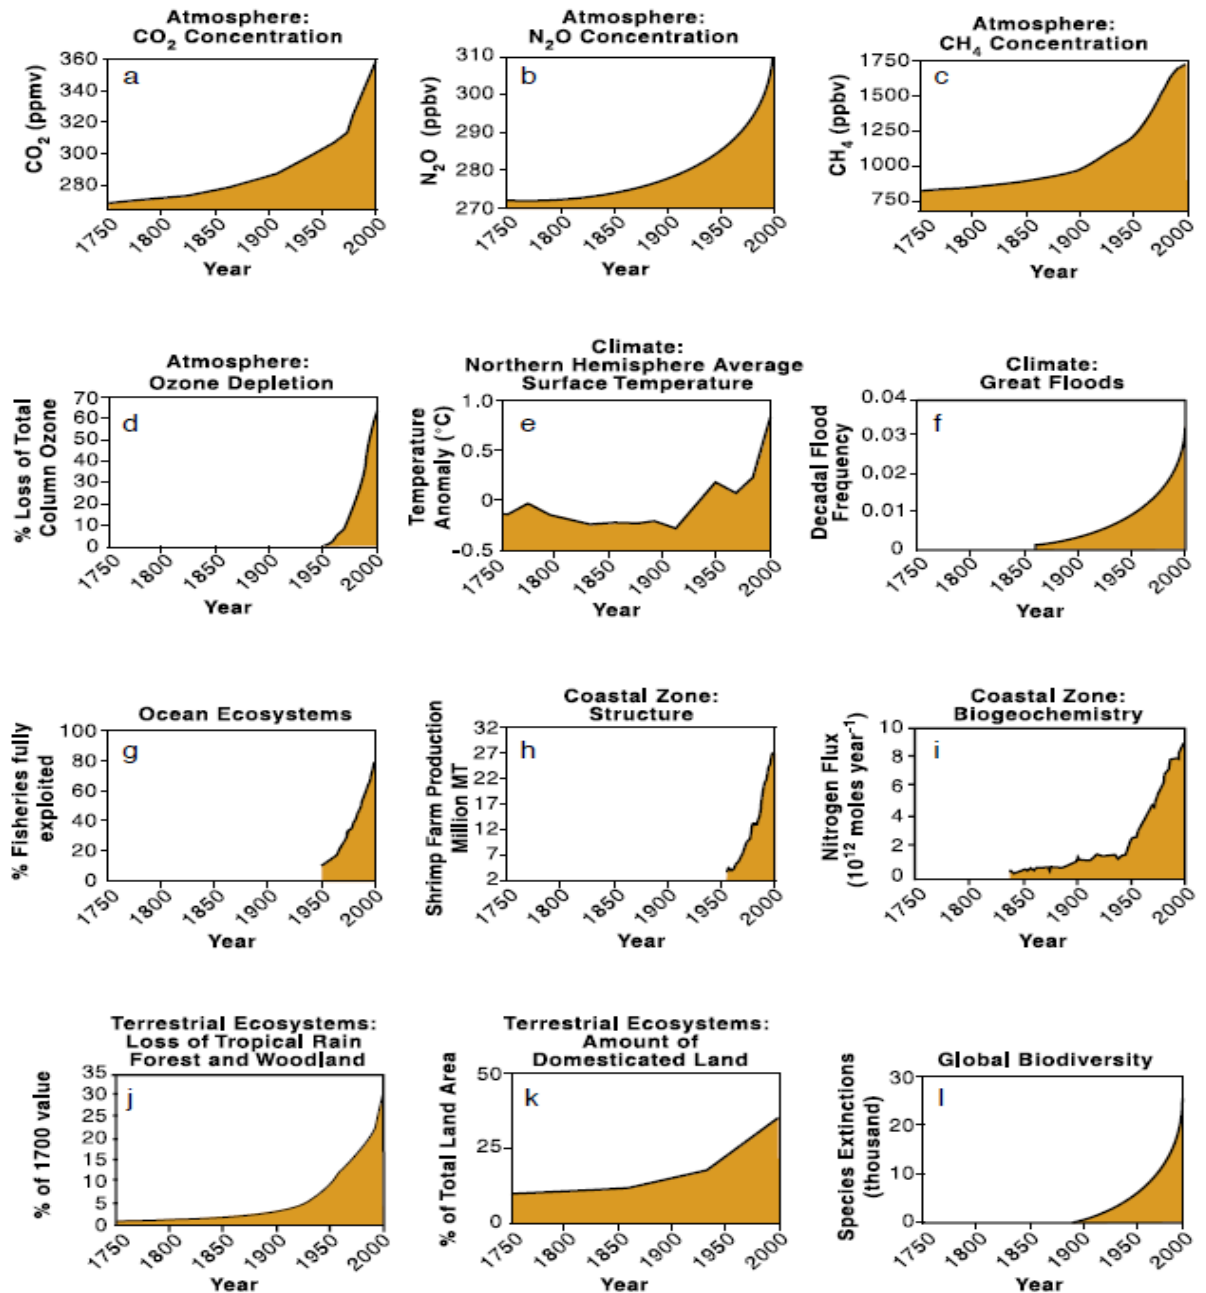 Atmosphere:
CO₂ Concentration
a
CO₂ (ppmv)
360
340
320
300
280
1750 1800 1850 1900 1950 2000
Year
Atmosphere:
N₂O Concentration
b
N₂O (ppbv)
310
300
290
280
270
1750 1800 1850 1900 1950 2000
Year
Atmosphere:
CH₄ Concentration
c
CH₄ (ppbv)
1750
1500
1250
1000
750
1750 1800 1850 1900 1950 2000
Year
Atmosphere:
Ozone Depletion
d
% Loss of Total
Column Ozone
70
60
50
40
30
20
10
0
1750 1800 1850 1900 1950 2000
Year
Climate:
Northern Hemisphere Average
Surface Temperature
e
Temperature
Anomaly (°C)
1.0
0.5
0
-0.5
1750 1800 1850 1900 1950 2000
Year
Climate:
Great Floods
f
Decadal Flood
Frequency
0.04
0.03
0.02
0.01
0
1750 1800 1850 1900 1950 2000
Year
Ocean Ecosystems
g
% Fisheries fully
exploited
100
80
60
40
20
0
1750 1800 1850 1900 1950 2000
Year
Coastal Zone:
Structure
h
Shrimp Farm Production
Million MT
32
27
22
17
12
7
2
1750 1800 1850 1900 1950 2000
Year
Coastal Zone:
Biogeochemistry
i
Nitrogen Flux
(10¹² moles year⁻¹)
10
8
6
4
2
0
1750 1800 1850 1900 1950 2000
Year
Terrestrial Ecosystems:
Loss of Tropical Rain
Forest and Woodland
j
% of 1700 value
35
30
25
20
15
10
5
0
1750 1800 1850 1900 1950 2000
Year
Terrestrial Ecosystems:
Amount of
Domesticated Land
k
% of Total Land Area
50
25
0
1750 1800 1850 1900 1950 2000
Year
Global Biodiversity
l
Species Extinctions
(thousand)
30
20
10
0
1750 1800 1850 1900 1950 2000
Year